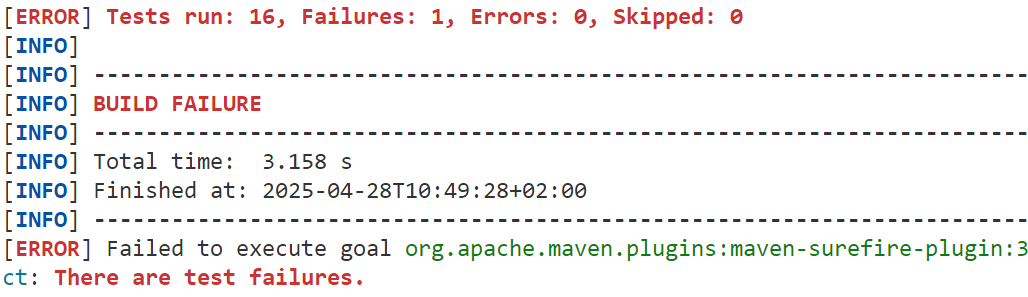 [ERROR] Tests run: 16, Failures: 1, Errors: 0, Skipped: 0
[INFO]
[INFO] ------------------------------------------------------------------------
[INFO] BUILD FAILURE
[INFO] ------------------------------------------------------------------------
[INFO] Total time:  3.158 s
[INFO] Finished at: 2025-04-28T10:49:28+02:00
[INFO] ------------------------------------------------------------------------
[ERROR] Failed to execute goal org.apache.maven.plugins:maven-surefire-plugin:3
ct: There are test failures.